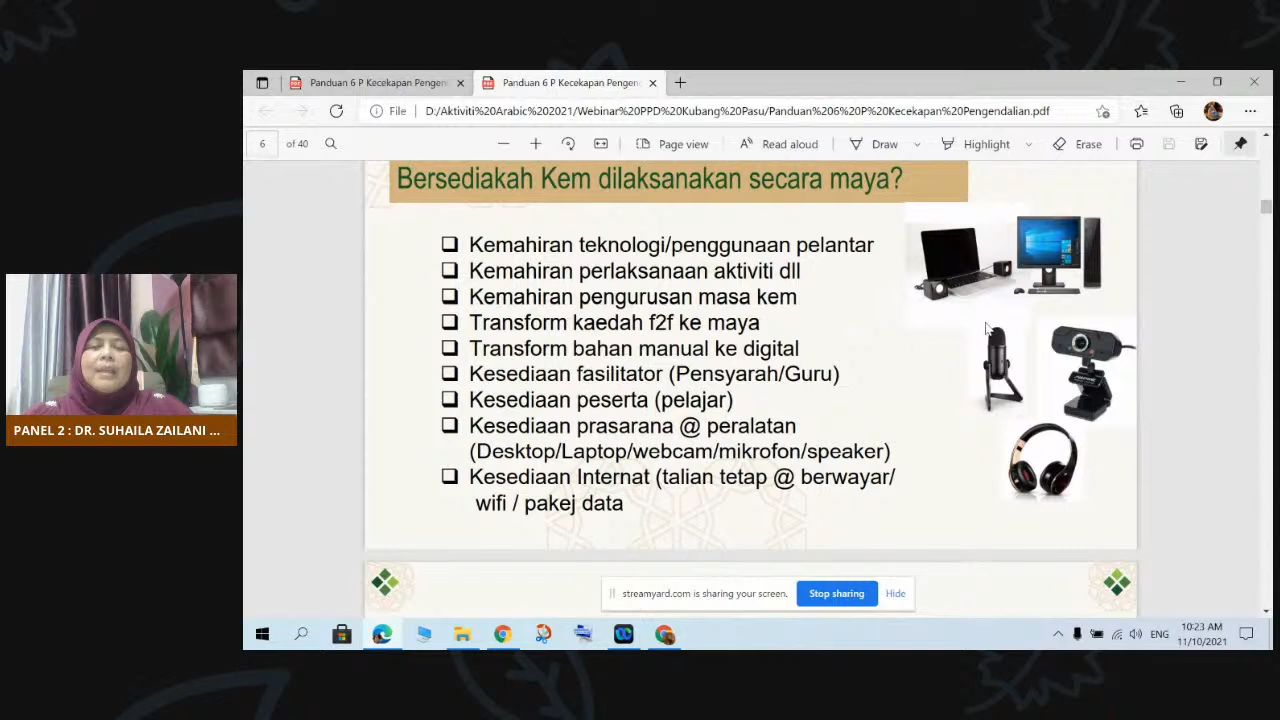 Panduan 6 P Kecekapan Pengen
Panduan 6 P Kecekapan Pengen
File
D:/Aktiviti%20Arabic%202021/Webinar%20PPD%20Kubang%20Pasu/Panduan%206%20P%20Kecekapan%20Pengendalian.pdf
6 of 40
Page view
Read aloud
Draw
Highlight
Erase
Bersediakah Kem dilaksanakan secara maya?
Kemahiran teknologi/penggunaan pelantar
Kemahiran perlaksanaan aktiviti dll
Kemahiran pengurusan masa kem
Transform kaedah f2f ke maya
Transform bahan manual ke digital
Kesediaan fasilitator (Pensyarah/Guru)
Kesediaan peserta (pelajar)
Kesediaan prasarana @ peralatan
(Desktop/Laptop/webcam/mikrofon/speaker)
Kesediaan Internet (talian tetap @ berwayar/
wifi / pakej data
PANEL 2 : DR. SUHAILA ZAILANI ...
streamyard.com is sharing your screen.
Stop sharing
Hide
ENG
10:23 AM
11/10/2021